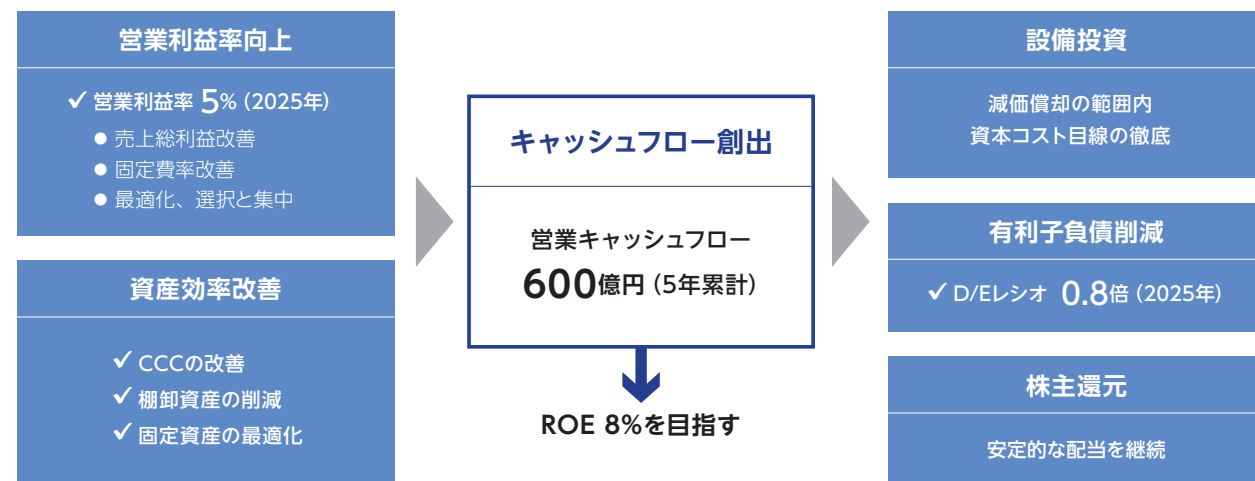 営業利益率向上
✓ 営業利益率 5% (2025年)
● 売上総利益改善
● 固定費率改善
● 最適化、選択と集中
資産効率改善
✓ CCCの改善
✓ 棚卸資産の削減
✓ 固定資産の最適化
キャッシュフロー創出
営業キャッシュフロー
600億円 (5年累計)
ROE 8%を目指す
設備投資
減価償却の範囲内
資本コスト目線の徹底
有利子負債削減
✓ D/Eレシオ 0.8倍 (2025年)
株主還元
安定的な配当を継続